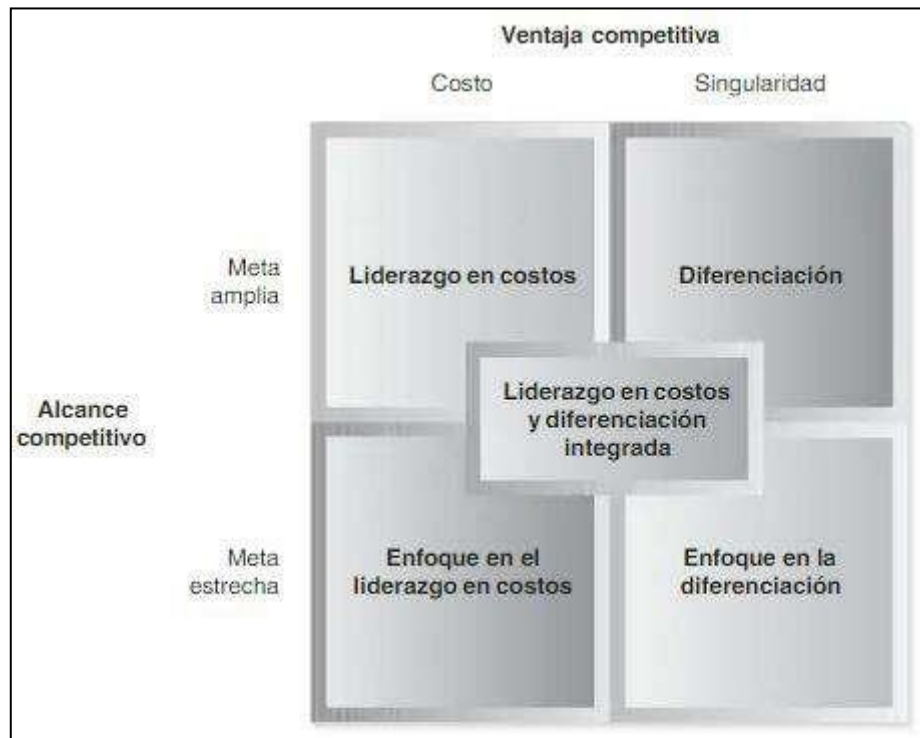 Ventaja competitiva
Costo
Singularidad
Meta
amplia
Liderazgo en costos
Diferenciación
Liderazgo en costos
y diferenciación
integrada
Alcance
competitivo
Meta
estrecha
Enfoque en el
liderazgo en costos
Enfoque en la
diferenciación